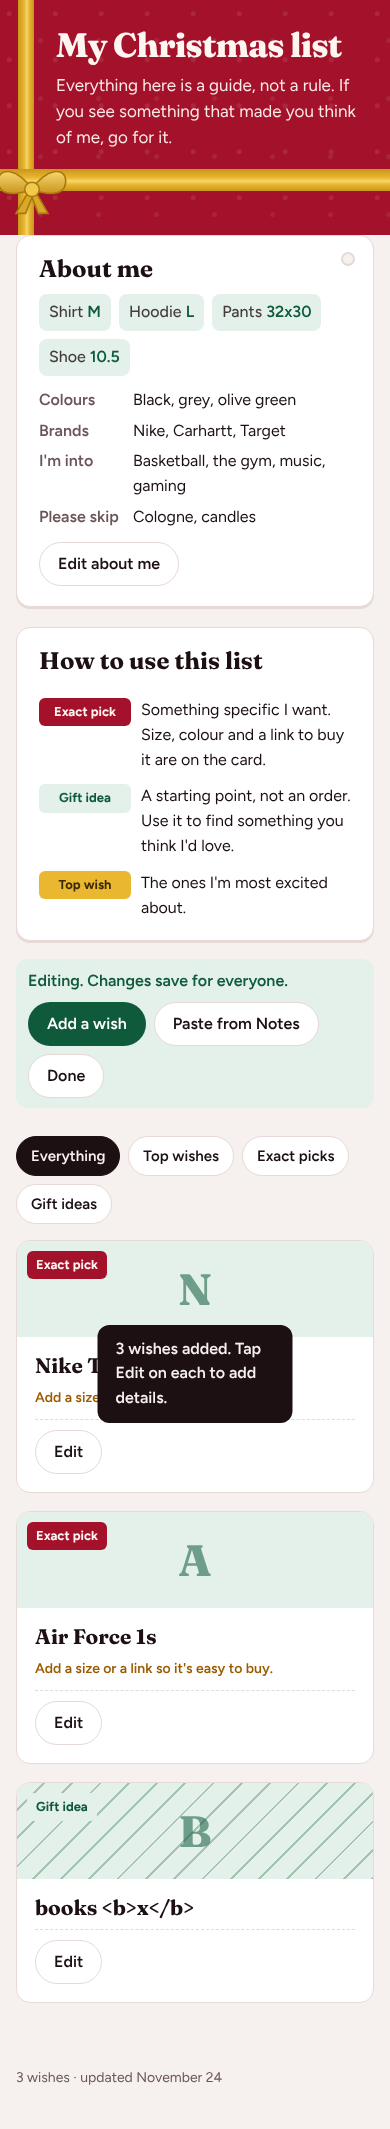 My Christmas list
Everything here is a guide, not a rule. If
you see something that made you think
of me, go for it.
About me
Shirt M
Hoodie L
Pants 32x30
Shoe 10.5
Colours Black, grey, olive green
Brands Nike, Carhartt, Target
I'm into Basketball, the gym, music,
gaming
Please skip Cologne, candles
Edit about me
How to use this list
Exact pick Something specific I want.
Size, colour and a link to buy
it are on the card.
Gift idea A starting point, not an order.
Use it to find something you
think I'd love.
Top wish The ones I'm most excited
about.
Editing. Changes save for everyone.
Add a wish
Paste from Notes
Done
Everything
Top wishes
Exact picks
Gift ideas
Exact pick
N
Nike
3 wishes added. Tap
Edit on each to add
details.
Add a size
Edit
Exact pick
A
Air Force 1s
Add a size or a link so it's easy to buy.
Edit
Gift idea
B
books <b>x</b>
Edit
3 wishes · updated November 24